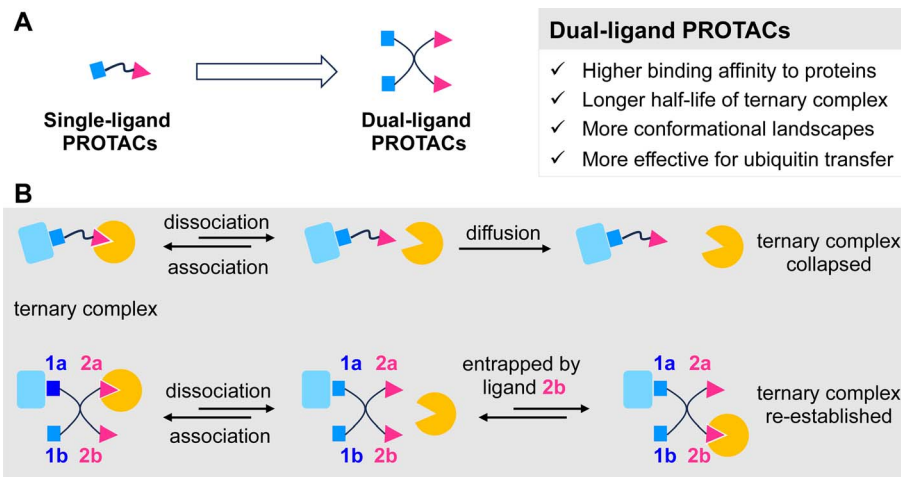 A
Single-ligand
PROTACs
Dual-ligand
PROTACs
Dual-ligand PROTACs
✓ Higher binding affinity to proteins
✓ Longer half-life of ternary complex
✓ More conformational landscapes
✓ More effective for ubiquitin transfer
B
dissociation
association
diffusion
ternary complex
collapsed
ternary complex
1a 2a
1b 2b
dissociation
association
1a 2a
1b 2b
entrapped by
ligand 2b
1a 2a
1b 2b
ternary complex
re-established